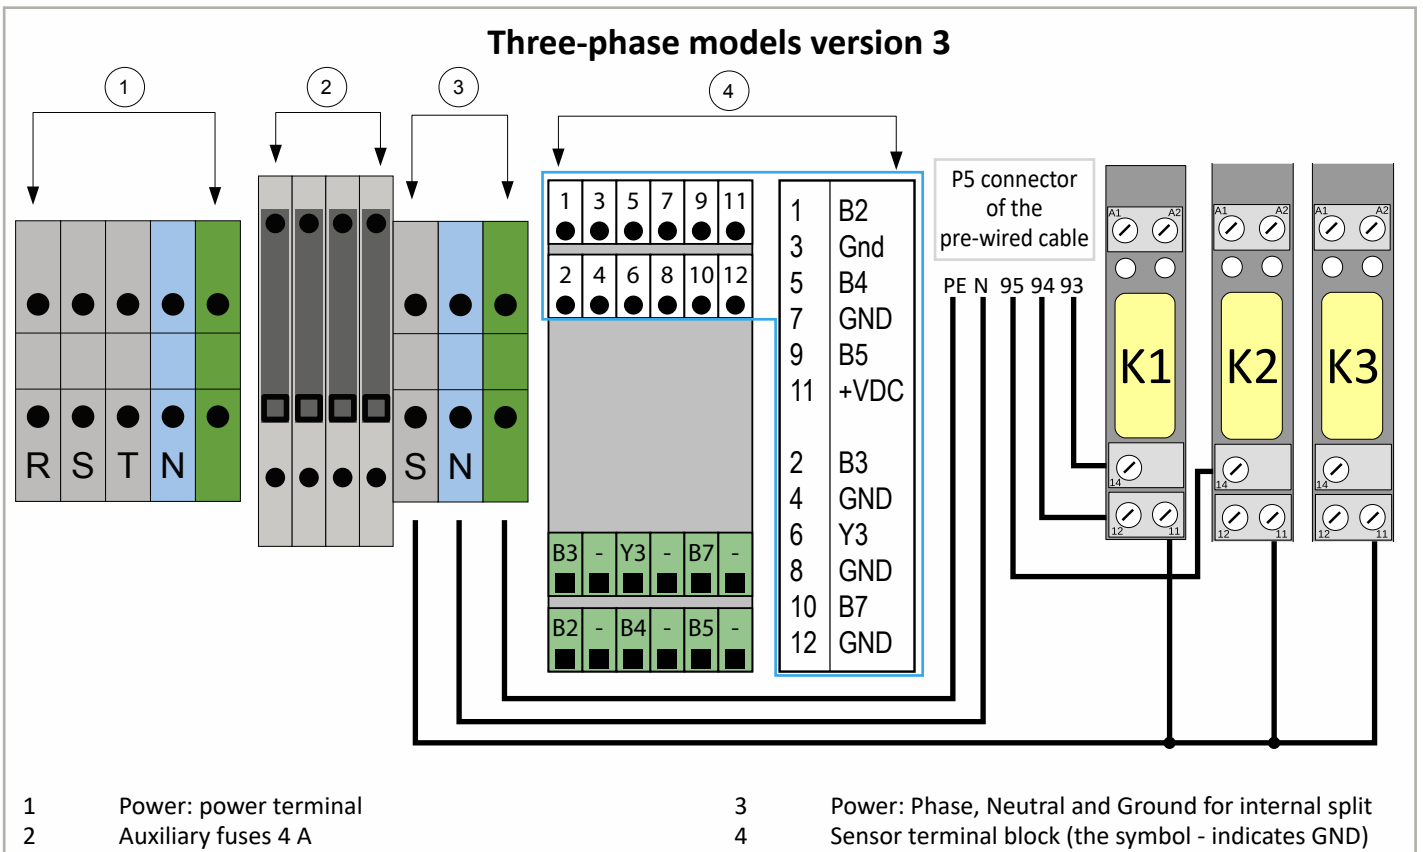 Three-phase models version 3
1
2
3
4
R S T N
S N
1 3 5 7 9 11
2 4 6 8 10 12
B3 - Y3 - B7 -
B2 - B4 - B5 -
1 B2
3 Gnd
5 B4
7 GND
9 B5
11 +VDC
2 B3
4 GND
6 Y3
8 GND
10 B7
12 GND
P5 connector
of the
pre-wired cable
PE N 95 94 93
A1 A2
K1
14
12 11
A1 A2
K2
14
12 11
A1 A2
K3
14
12 11
1 Power: power terminal
2 Auxiliary fuses 4 A
3 Power: Phase, Neutral and Ground for internal split
4 Sensor terminal block (the symbol - indicates GND)